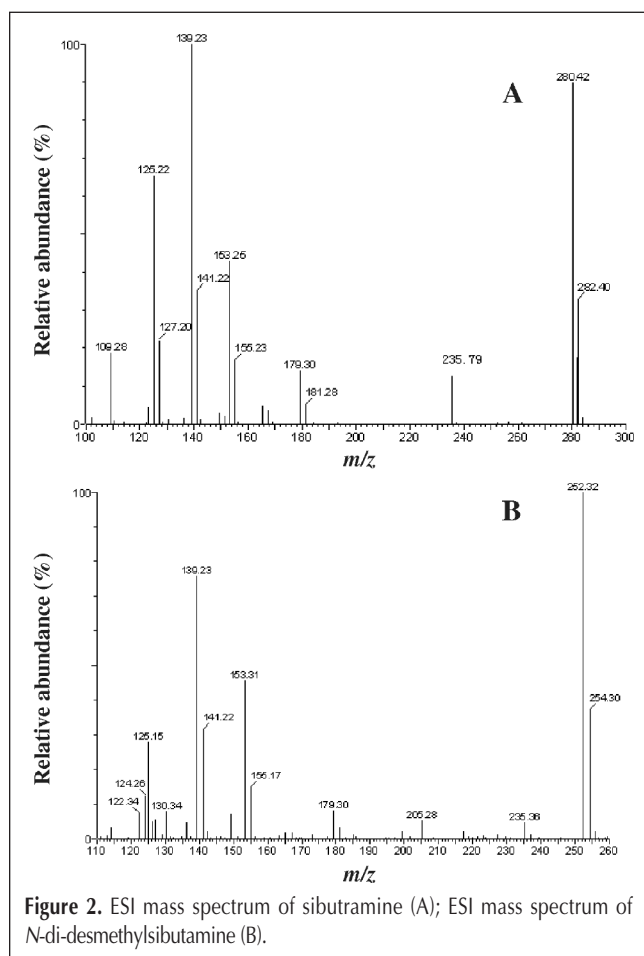 100
139.23
A
280.42
125.22
153.25
141.22
282.40
127.20
109.28
179.30
235.79
181.28
0
100 120 140 160 180 200 220 240 260 280 300
Relative abundance (%)
m/z
100
252.32
B
139.23
153.31
254.30
141.22
125.15
155.17
124.26
122.34
130.34
179.30
205.28
235.36
0
110 120 130 140 150 160 170 180 190 200 210 220 230 240 250 260
Relative abundance (%)
m/z
Figure 2. ESI mass spectrum of sibutramine (A); ESI mass spectrum of
N-di-desmethylsibutamine (B).